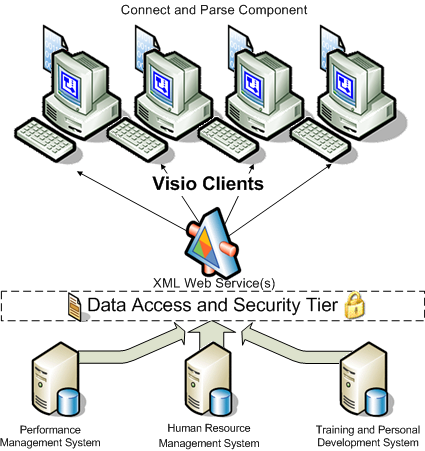 Connect and Parse Component
Visio Clients
XML Web Service(s)
Data Access and Security Tier
Performance
Management System
Human Resource
Management System
Training and Personal
Development System